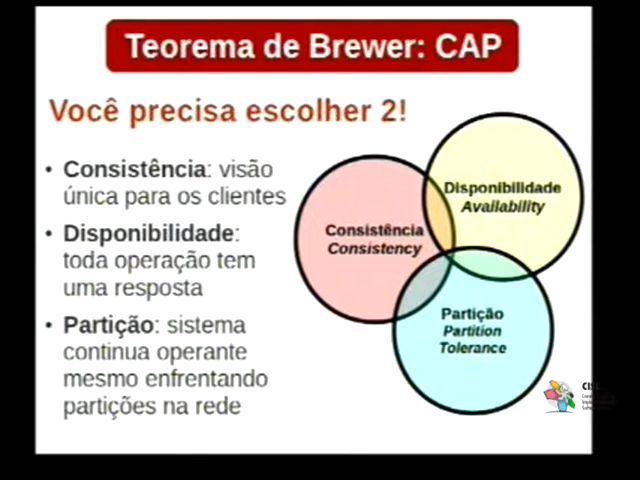 Teorema de Brewer: CAP
Você precisa escolher 2!
• Consistência: visão
única para os clientes
• Disponibilidade:
toda operação tem
uma resposta
• Partição: sistema
continua operante
mesmo enfrentando
partições na rede
Disponibilidade
Availability
Consistência
Consistency
Partição
Partition
Tolerance